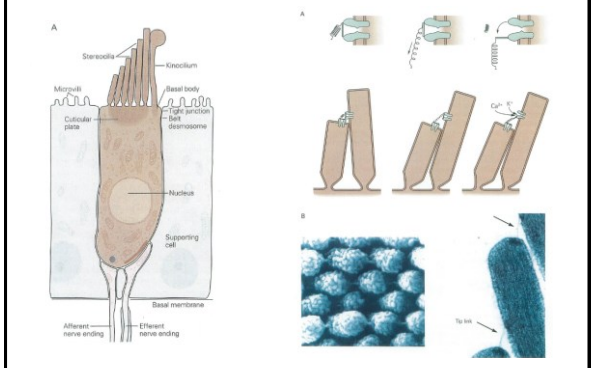 A
Stereocilia
Kinocilium
Microvilli
Basal body
Tight junction
Belt
desmosome
Cuticular
plate
Nucleus
Supporting
cell
Basal membrane
Afferent
nerve ending
Efferent
nerve ending
A
Ca²⁺
K⁺
B
Tip link